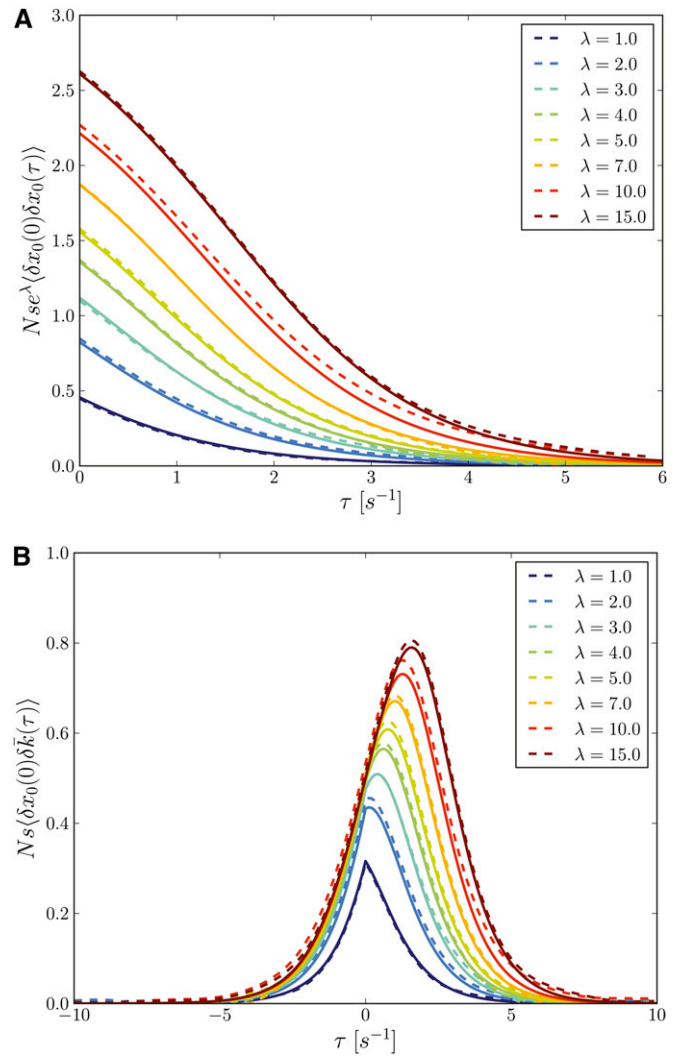 A
3.0
2.5
2.0
1.5
1.0
0.5
0.0
0 1 2 3 4 5 6
τ [s⁻¹]
Nse^λ⟨δx₀(0)δx₀(τ)⟩
λ = 1.0
λ = 2.0
λ = 3.0
λ = 4.0
λ = 5.0
λ = 7.0
λ = 10.0
λ = 15.0
B
1.0
0.8
0.6
0.4
0.2
0.0
−10 −5 0 5 10
τ [s⁻¹]
Ns⟨δx₀(0)δk̄(τ)⟩
λ = 1.0
λ = 2.0
λ = 3.0
λ = 4.0
λ = 5.0
λ = 7.0
λ = 10.0
λ = 15.0